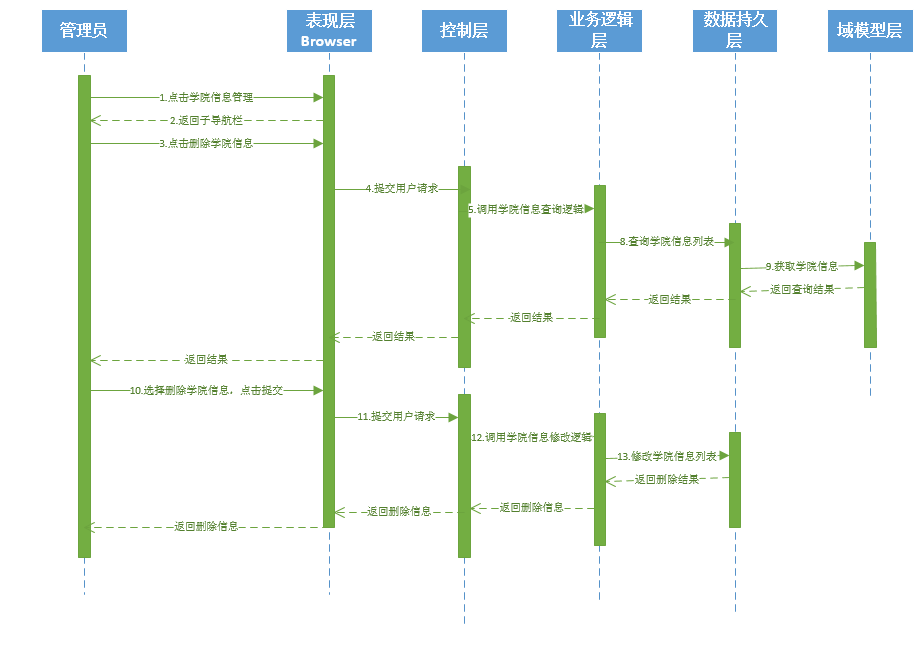 管理员
表现层
Browser
控制层
业务逻辑
层
数据持久
层
域模型层
1.点击学院信息管理
2.返回子导航栏
3.点击删除学院信息
4.提交用户请求
5.调用学院信息查询逻辑
8.查询学院信息列表
9.获取学院信息
返回查询结果
返回结果
返回结果
返回结果
返回结果
10.选择删除学院信息，点击提交
11.提交用户请求
12.调用学院信息修改逻辑
13.修改学院信息列表
返回删除结果
返回删除信息
返回删除信息
返回删除信息